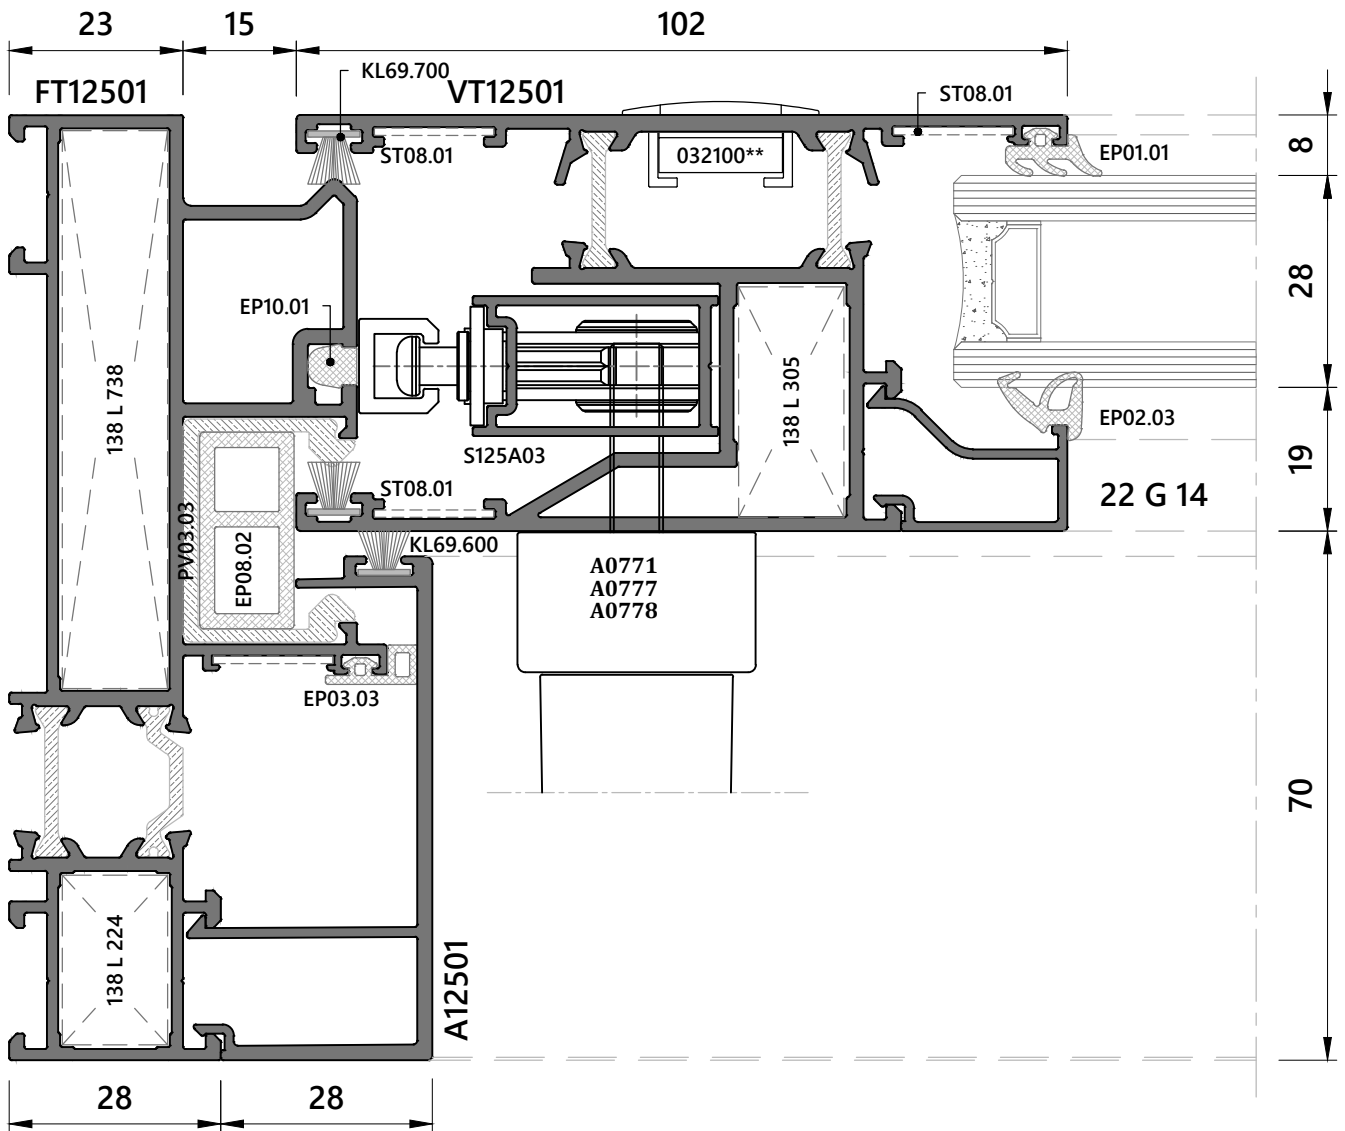 23
15
102
KL69.700
FT12501
VT12501
ST08.01
ST08.01
032100**
EP01.01
8
EP10.01
28
138 L 738
138 L 305
EP02.03
S125A03
19
ST08.01
22 G 14
PV03.03
EP08.02
KL69.600
A0771
A0777
A0778
EP03.03
70
138 L 224
A12501
28
28